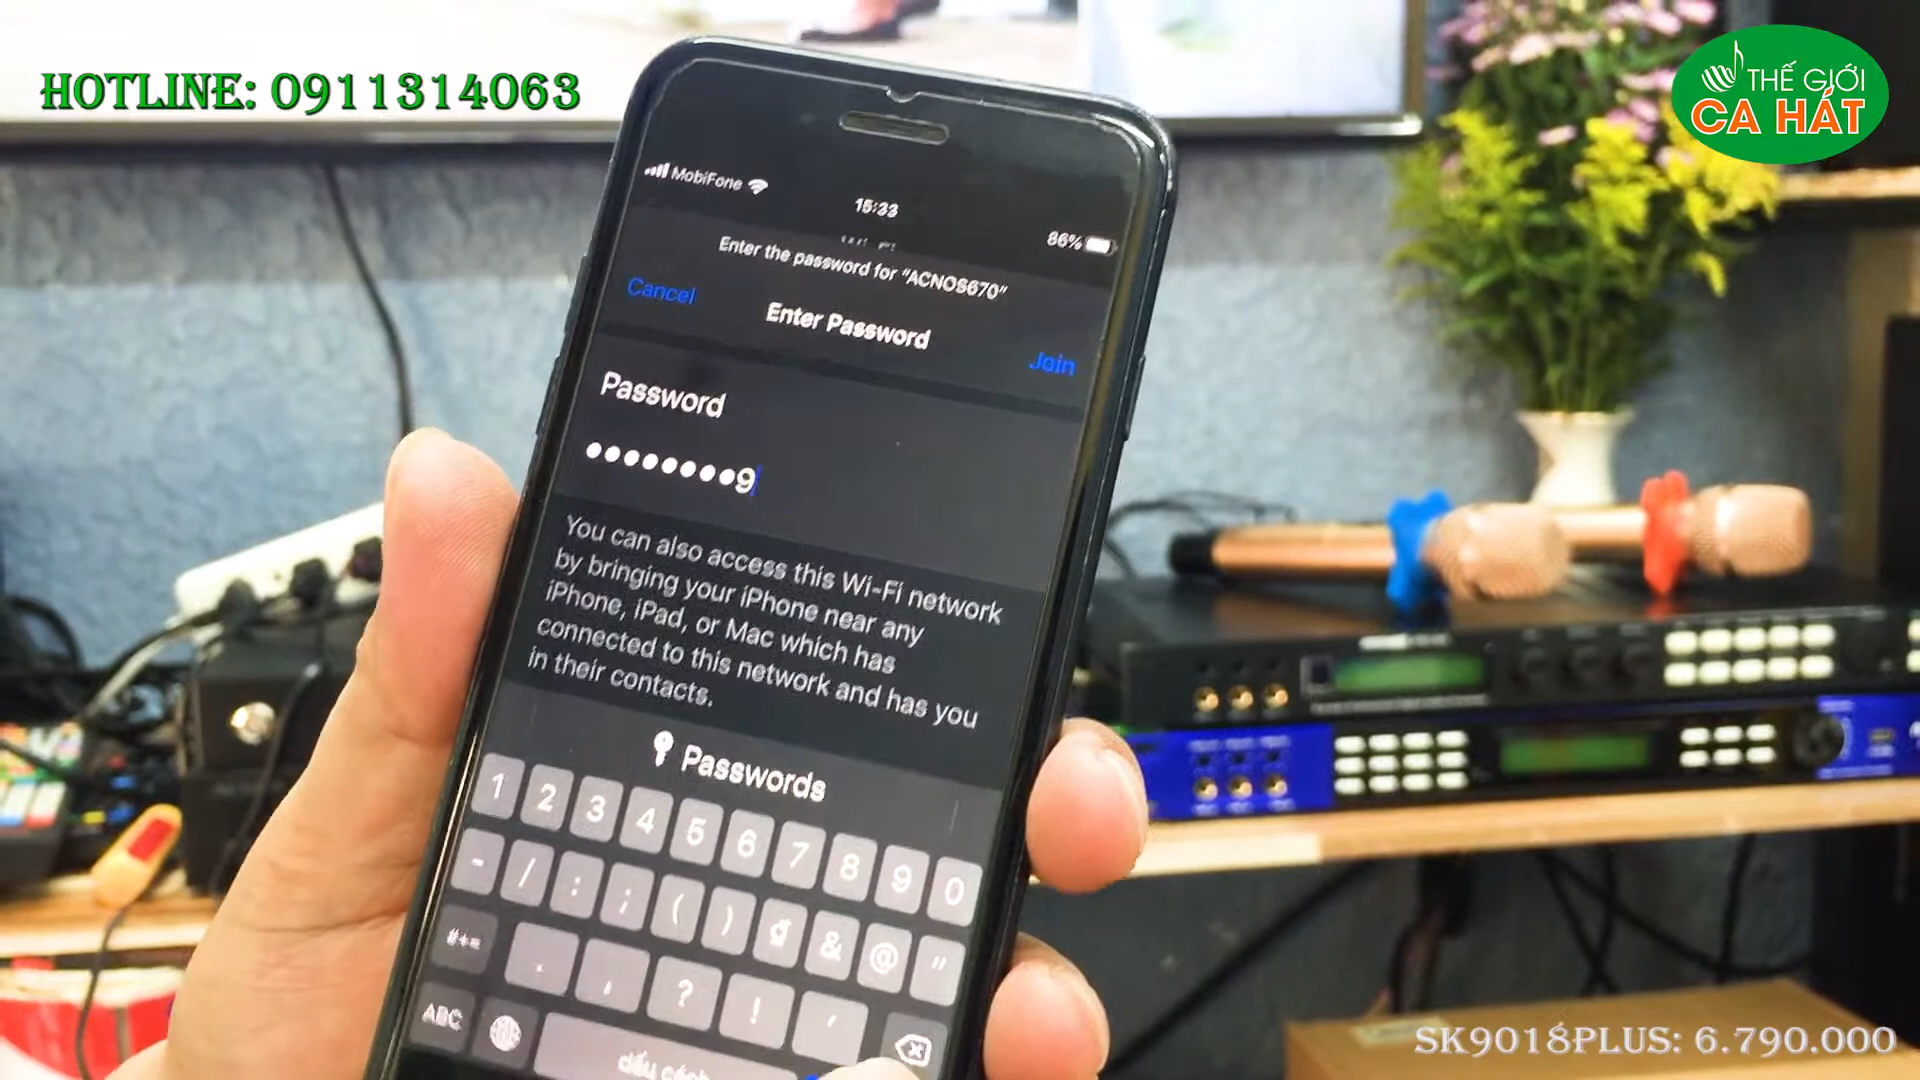 HOTLINE: 0911314063
THẾ GIỚI
CA HÁT
MobiFone
15:33
86%
Enter the password for "ACNOS670"
Cancel
Enter Password
Join
Password
●●●●●●●●9
You can also access this Wi-Fi network
by bringing your iPhone near any
iPhone, iPad, or Mac which has
connected to this network and has you
in their contacts.
Passwords
1 2 3 4 5 6 7 8 9 0
- / : ; ( ) ₫ & @ "
#+= . , ? ! '
ABC dấu cách
SK9018PLUS: 6.790.000